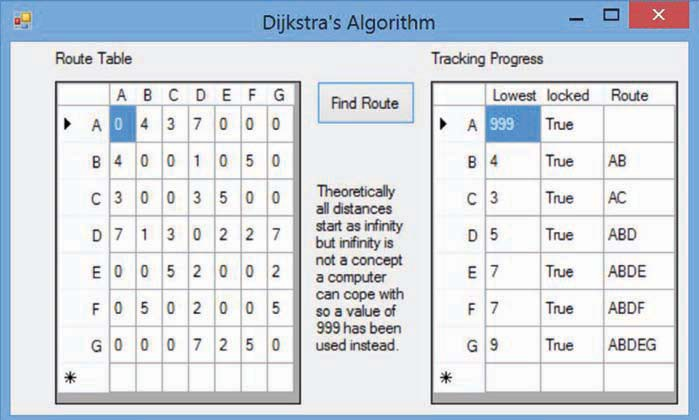 Dijkstra's Algorithm
Route Table
A B C D E F G
A 0 4 3 7 0 0 0
B 4 0 0 1 0 5 0
C 3 0 0 3 5 0 0
D 7 1 3 0 2 2 7
E 0 0 5 2 0 0 2
F 0 5 0 2 0 0 5
G 0 0 0 7 2 5 0
Find Route
Theoretically
all distances
start as infinity
but inifinity is
not a concept
a computer
can cope with
so a value of
999 has been
used instead.
Tracking Progress
Lowest locked Route
A 999 True
B 4 True AB
C 3 True AC
D 5 True ABD
E 7 True ABDE
F 7 True ABDF
G 9 True ABDEG